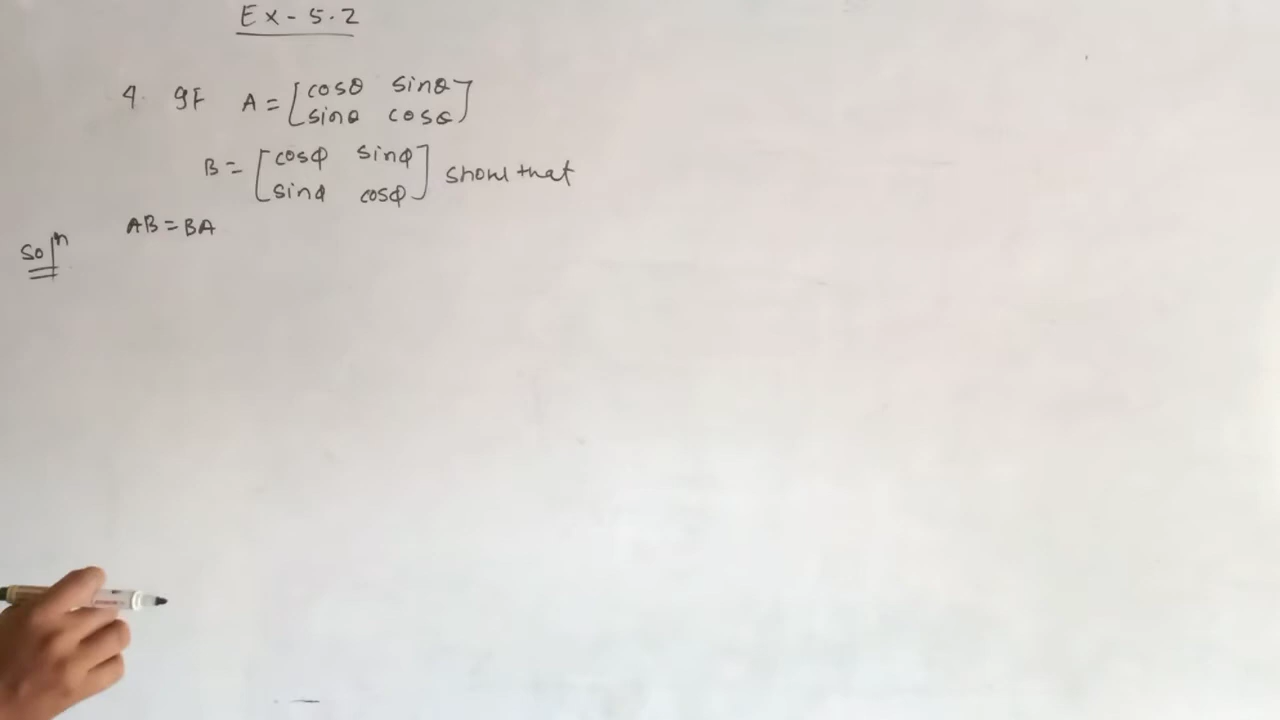 Ex - 5.2
4. If A = [cosθ sinθ
sinθ cosθ]
B = [cosφ sinφ
sinφ cosφ] show that
AB = BA
Solⁿ